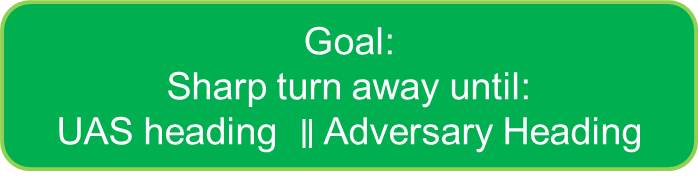 Goal:
Sharp turn away until:
UAS heading || Adversary Heading